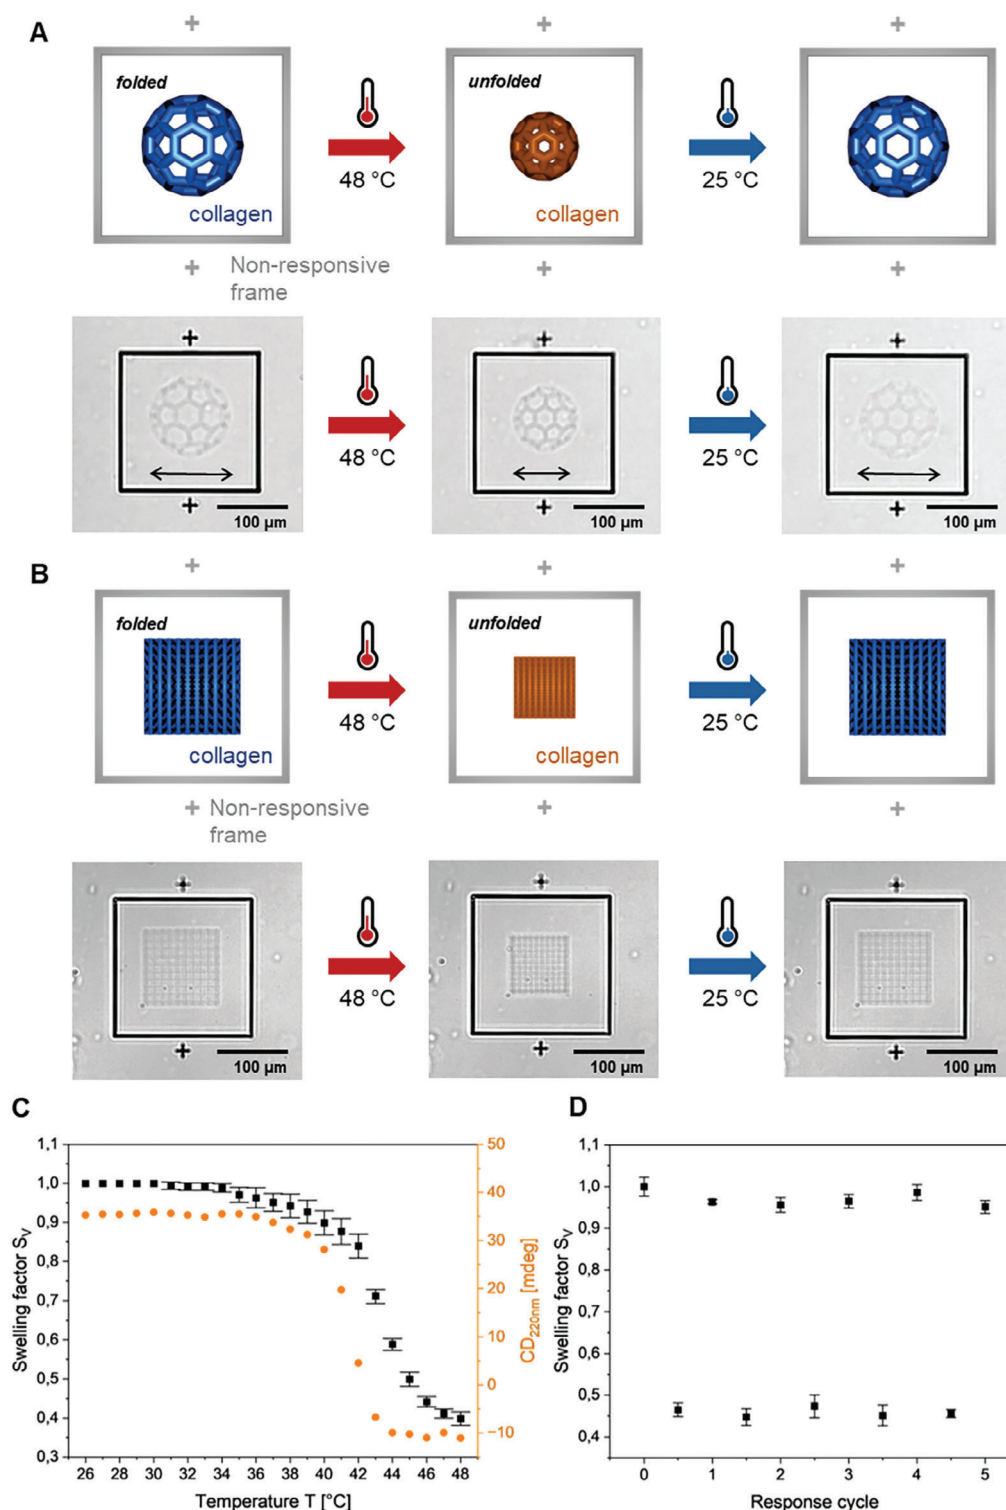 A
folded
unfolded
48 °C
25 °C
collagen
collagen
Non-responsive
frame
48 °C
25 °C
100 µm
100 µm
100 µm
B
folded
unfolded
48 °C
25 °C
collagen
collagen
Non-responsive
frame
48 °C
25 °C
100 µm
100 µm
100 µm
C
1,1
1,0
0,9
0,8
0,7
0,6
0,5
0,4
0,3
Swelling factor Sᵥ
50
40
30
20
10
0
−10
CD220nm [mdeg]
26 28 30 32 34 36 38 40 42 44 46 48
Temperature T [°C]
D
1,1
1,0
0,9
0,8
0,7
0,6
0,5
0,4
Swelling factor Sᵥ
0 1 2 3 4 5
Response cycle